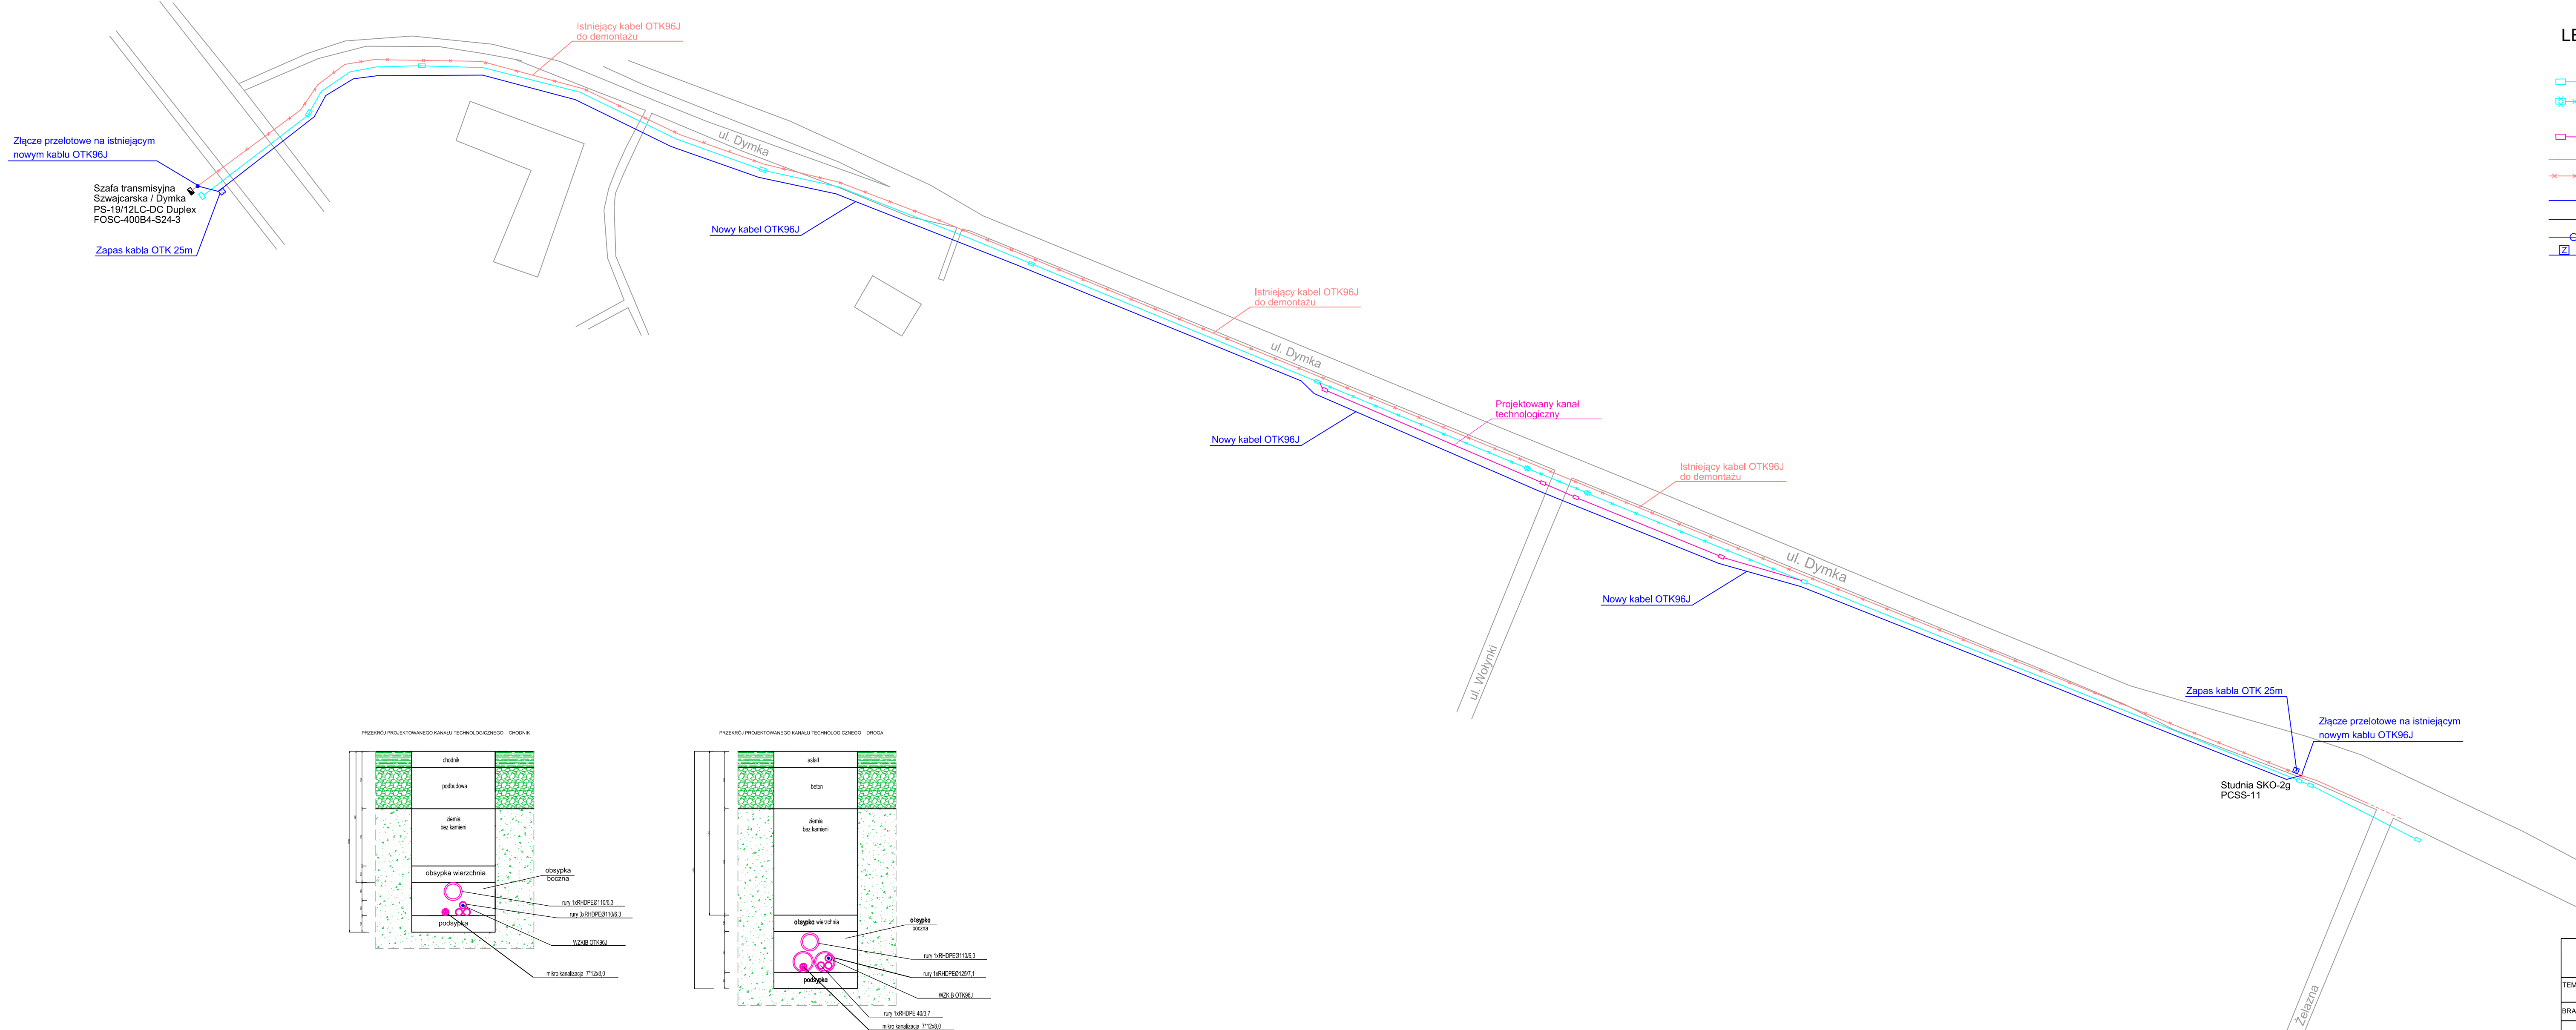 Istniejący kabel OTK96J
do demontażu
LE
ul. Dymka
Złącze przelotowe na istniejącym
nowym kablu OTK96J
Szafa transmisyjna
Szwajcarska / Dymka
PS-19/12LC-DC Duplex
FOSC-400B4-S24-3
Zapas kabla OTK 25m
Nowy kabel OTK96J
Z
Istniejący kabel OTK96J
do demontażu
ul. Dymka
Projektowany kanał
technologiczny
Nowy kabel OTK96J
Istniejący kabel OTK96J
do demontażu
ul. Dymka
Nowy kabel OTK96J
ul. Wołynki
Zapas kabla OTK 25m
Złącze przelotowe na istniejącym
nowym kablu OTK96J
Studnia SKO-2g
PCSS-11
Żelazna
PRZEKRÓJ PROJEKTOWANEGO KANAŁU TECHNOLOGICZNEGO - CHODNIK
chodnik
podbudowa
ziemia
bez kamieni
obsypka wierzchnia
obsypka
boczna
rury 1xRHDPEØ110/6,3
rury 3xRHDPEØ110/6,3
podsypka
WZKIB OTK96J
mikro kanalizacja 7*12x8,0
PRZEKRÓJ PROJEKTOWANEGO KANAŁU TECHNOLOGICZNEGO - DROGA
asfalt
beton
ziemia
bez kamieni
obsypka wierzchnia
obsypka
boczna
rury 1xRHDPEØ110/6,3
rury 1xRHDPEØ125/7,1
podsypka
WZKIB OTK96J
rury 1xRHDPE 40/3,7
mikro kanalizacja 7*12x8,0
TEM
BRA